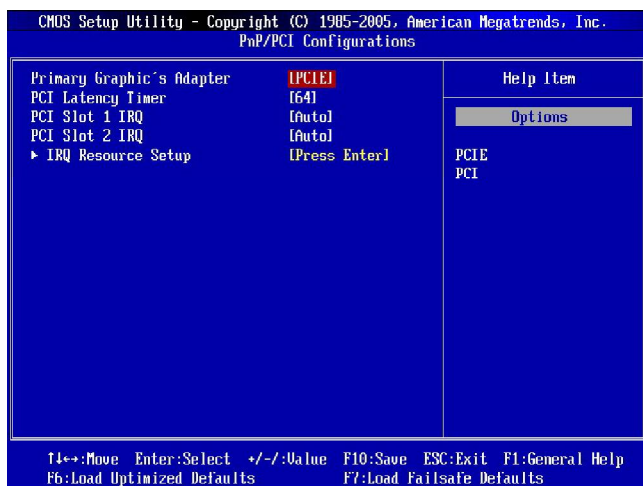 CMOS Setup Utility - Copyright (C) 1985-2005, American Megatrends, Inc.
PnP/PCI Configurations
Primary Graphic's Adapter [PCIE]
PCI Latency Timer [64]
PCI Slot 1 IRQ [Auto]
PCI Slot 2 IRQ [Auto]
► IRQ Resource Setup [Press Enter]
Help Item
Options
PCIE
PCI
↑↓←→:Move Enter:Select +/-/:Value F10:Save ESC:Exit F1:General Help
F6:Load Optimized Defaults F7:Load Failsafe Defaults